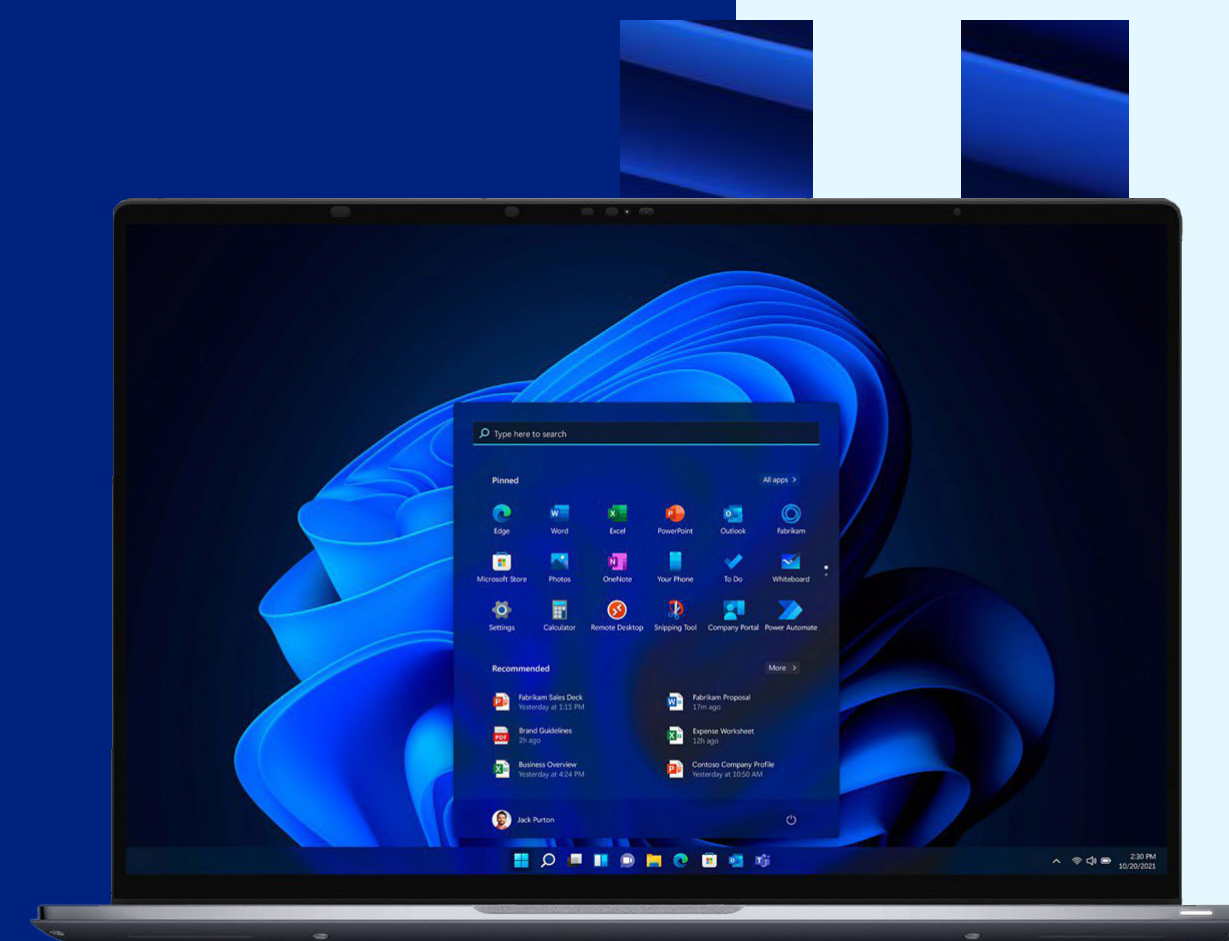 Type here to search
Pinned
All apps >
Edge
Word
Excel
PowerPoint
Outlook
Fabrikam
Microsoft Store
Photos
OneNote
Your Phone
To Do
Whiteboard
Settings
Calculator
Remote Desktop
Snipping Tool
Company Portal
Power Automate
Recommended
More >
Fabrikam Sales Deck
Yesterday at 1:15 PM
Fabrikam Proposal
17m ago
Brand Guidelines
2h ago
Expense Worksheet
12h ago
Business Overview
Yesterday at 4:24 PM
Contoso Company Profile
Yesterday at 10:50 AM
Jack Purton
2:30 PM
10/20/2021